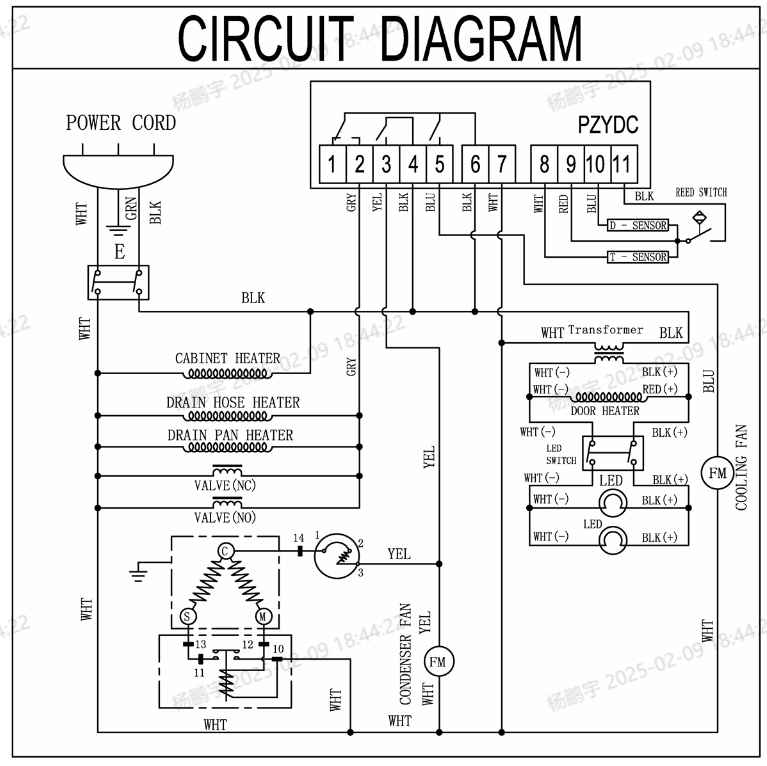 CIRCUIT DIAGRAM
杨鹏宇 2025-02-09 18:44:22
POWER CORD
PZYDC
1 2 3 4 5 6 7 8 9 10 11
WHT GRN BLK
E
GRY YEL BLK BLU BLK WHT WHT RED BLU BLK
REED SWITCH
D - SENSOR
T - SENSOR
BLK
WHT
WHT Transformer BLK
CABINET HEATER
GRY
WHT(-) BLK(+)
WHT(-) RED(+)
DOOR HEATER
BLU
DRAIN HOSE HEATER
DRAIN PAN HEATER
WHT(-) BLK(+)
LED
SWITCH
YEL
COOLING FAN
FM
VALVE(NC)
WHT(-) LED BLK(+)
WHT(-) BLK(+)
VALVE(NO)
LED
WHT(-) BLK(+)
C 14 1 2 3
YEL
S M
WHT
CONDENSER FAN
YEL
FM
WHT
WHT
13 12 10
11
WHT
WHT
WHT